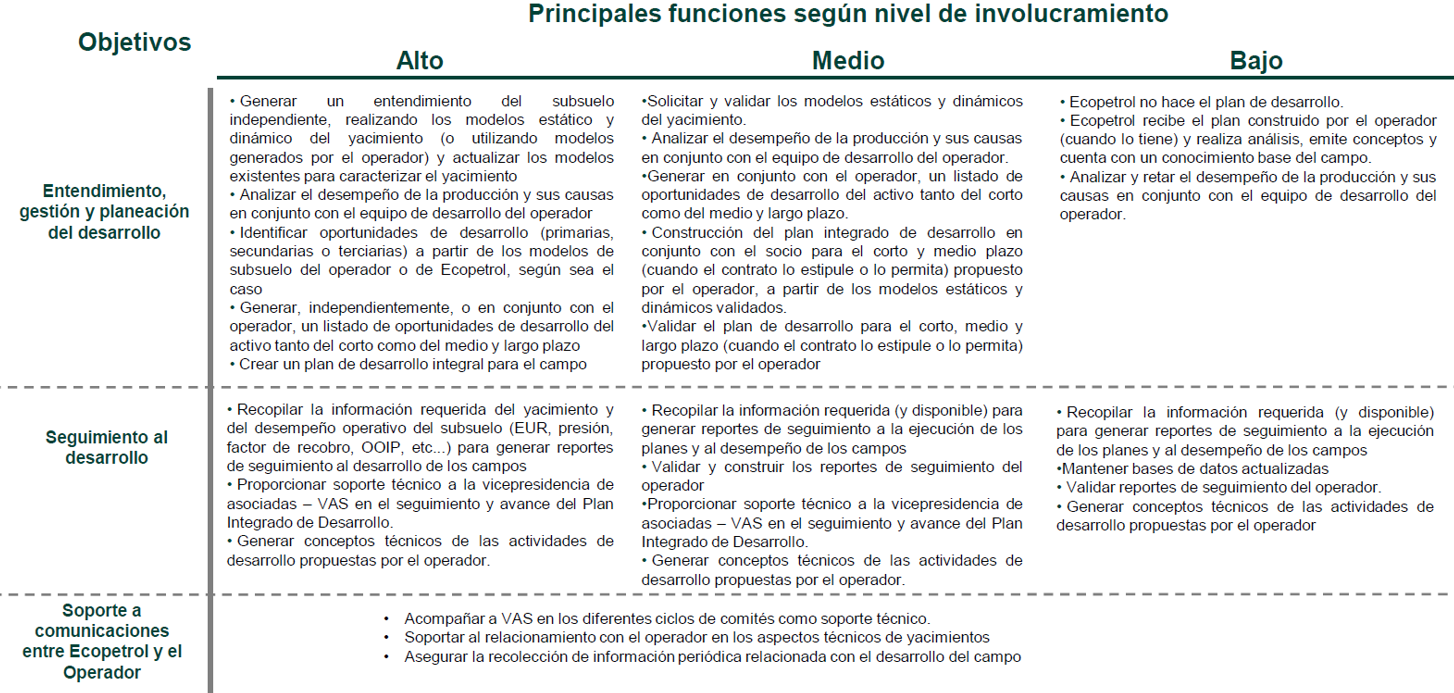 Principales funciones según nivel de involucramiento
Objetivos
Alto
Medio
Bajo
Entendimiento,
gestión y planeación
del desarrollo
• Generar un entendimiento del subsuelo
independiente, realizando los modelos estático y
dinámico del yacimiento (o utilizando modelos
generados por el operador) y actualizar los modelos
existentes para caracterizar el yacimiento
• Analizar el desempeño de la producción y sus causas
en conjunto con el equipo de desarrollo del operador
• Identificar oportunidades de desarrollo (primarias,
secundarias o terciarias) a partir de los modelos de
subsuelo del operador o de Ecopetrol, según sea el
caso
• Generar, independientemente, o en conjunto con el
operador, un listado de oportunidades de desarrollo del
activo tanto del corto como del medio y largo plazo
• Crear un plan de desarrollo integral para el campo
•Solicitar y validar los modelos estáticos y dinámicos
del yacimiento.
• Analizar el desempeño de la producción y sus causas
en conjunto con el equipo de desarrollo del operador.
•Generar en conjunto con el operador, un listado de
oportunidades de desarrollo del activo tanto del corto
como del medio y largo plazo.
• Construcción del plan integrado de desarrollo en
conjunto con el socio para el corto y medio plazo
(cuando el contrato lo estipule o lo permita) propuesto
por el operador, a partir de los modelos estáticos y
dinámicos validados.
•Validar el plan de desarrollo para el corto, medio y
largo plazo (cuando el contrato lo estipule o lo permita)
propuesto por el operador
• Ecopetrol no hace el plan de desarrollo.
• Ecopetrol recibe el plan construido por el operador
(cuando lo tiene) y realiza análisis, emite conceptos y
cuenta con un conocimiento base del campo.
• Analizar y retar el desempeño de la producción y sus
causas en conjunto con el equipo de desarrollo del
operador.
Seguimiento al
desarrollo
• Recopilar la información requerida del yacimiento y
del desempeño operativo del subsuelo (EUR, presión,
factor de recobro, OOIP, etc...) para generar reportes
de seguimiento al desarrollo de los campos
• Proporcionar soporte técnico a la vicepresidencia de
asociadas – VAS en el seguimiento y avance del Plan
Integrado de Desarrollo.
• Generar conceptos técnicos de las actividades de
desarrollo propuestas por el operador.
• Recopilar la información requerida (y disponible) para
generar reportes de seguimiento a la ejecución de los
planes y al desempeño de los campos
• Validar y construir los reportes de seguimiento del
operador
•Proporcionar soporte técnico a la vicepresidencia de
asociadas – VAS en el seguimiento y avance del Plan
Integrado de Desarrollo.
• Generar conceptos técnicos de las actividades de
desarrollo propuestas por el operador.
• Recopilar la información requerida (y disponible)
para generar reportes de seguimiento a la ejecución
de los planes y al desempeño de los campos
•Mantener bases de datos actualizadas
• Validar reportes de seguimiento del operador.
• Generar conceptos técnicos de las actividades de
desarrollo propuestas por el operador
Soporte a
comunicaciones
entre Ecopetrol y el
Operador
• Acompañar a VAS en los diferentes ciclos de comités como soporte técnico.
• Soportar al relacionamiento con el operador en los aspectos técnicos de yacimientos
• Asegurar la recolección de información periódica relacionada con el desarrollo del campo